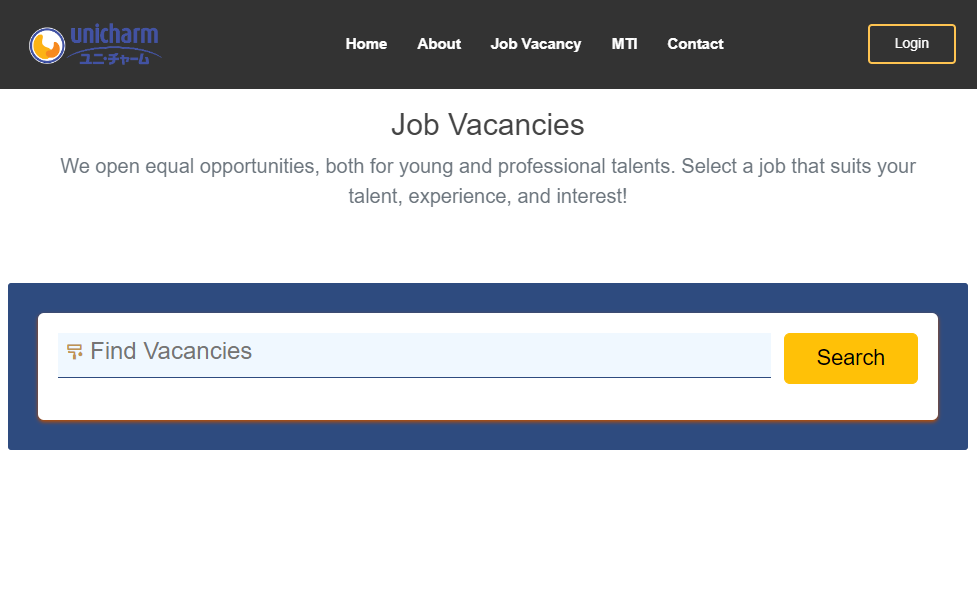 unicharm
ユニ・チャーム
Home About Job Vacancy MTI Contact Login
Job Vacancies
We open equal opportunities, both for young and professional talents. Select a job that suits your
talent, experience, and interest!
Find Vacancies
Search